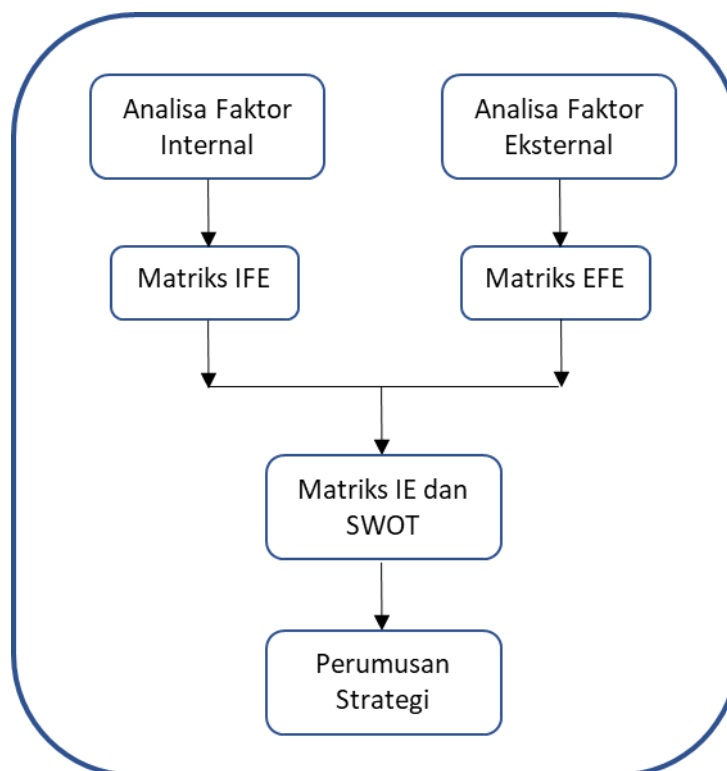 Analisa Faktor
Internal
Analisa Faktor
Eksternal
Matriks IFE
Matriks EFE
Matriks IE dan
SWOT
Perumusan
Strategi